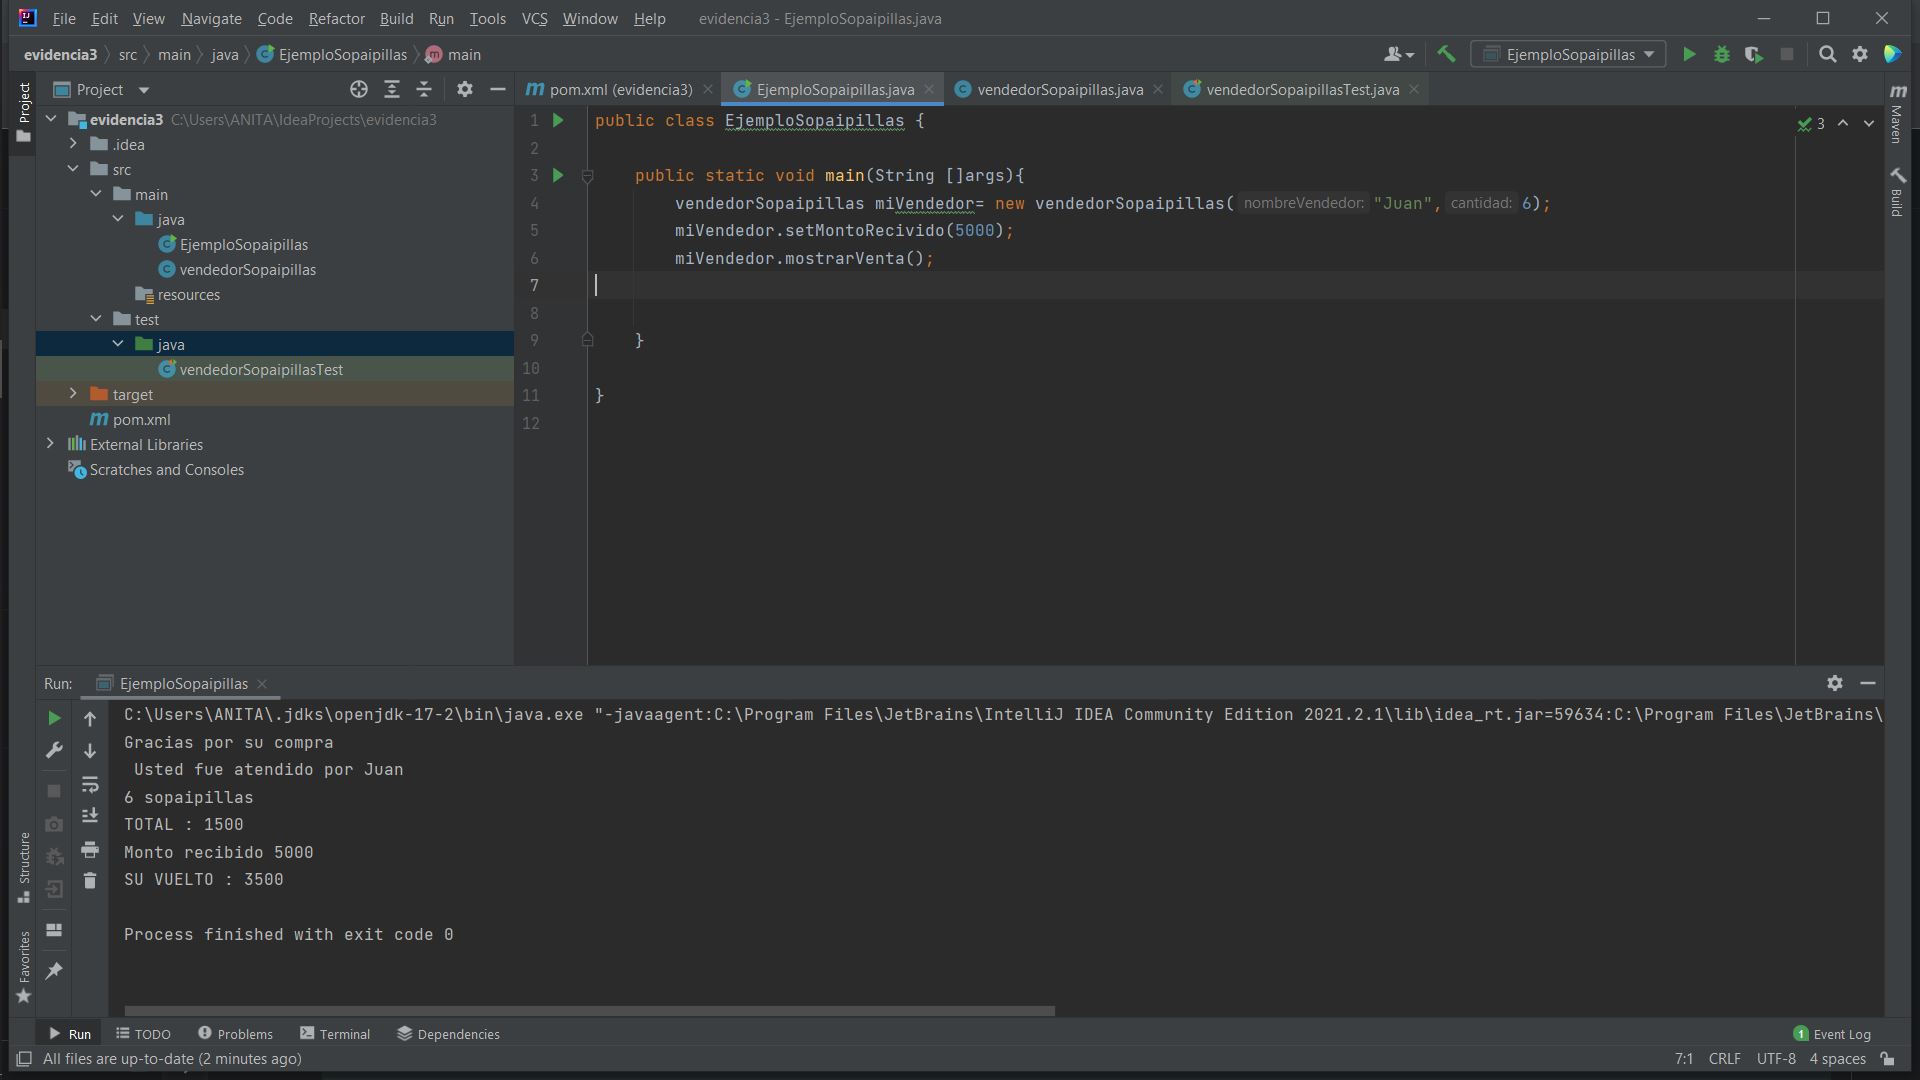 File Edit View Navigate Code Refactor Build Run Tools VCS Window Help evidencia3 - EjemploSopaipillas.java
evidencia3 src main java EjemploSopaipillas main EjemploSopaipillas
Project
pom.xml (evidencia3) EjemploSopaipillas.java vendedorSopaipillas.java vendedorSopaipillasTest.java
Project
evidencia3 C:\Users\ANITA\IdeaProjects\evidencia3
.idea
src
main
java
EjemploSopaipillas
vendedorSopaipillas
resources
test
java
vendedorSopaipillasTest
target
pom.xml
External Libraries
Scratches and Consoles
1 public class EjemploSopaipillas {
2
3 public static void main(String []args){
4 vendedorSopaipillas miVendedor= new vendedorSopaipillas( nombreVendedor: "Juan", cantidad: 6);
5 miVendedor.setMontoRecivido(5000);
6 miVendedor.mostrarVenta();
7
8
9 }
10
11 }
12
3
Maven
Build
Run: EjemploSopaipillas
C:\Users\ANITA\.jdks\openjdk-17-2\bin\java.exe "-javaagent:C:\Program Files\JetBrains\IntelliJ IDEA Community Edition 2021.2.1\lib\idea_rt.jar=59634:C:\Program Files\JetBrains\
Gracias por su compra
Usted fue atendido por Juan
6 sopaipillas
TOTAL : 1500
Monto recibido 5000
SU VUELTO : 3500
Process finished with exit code 0
Structure
Favorites
Run TODO Problems Terminal Dependencies 1 Event Log
All files are up-to-date (2 minutes ago) 7:1 CRLF UTF-8 4 spaces